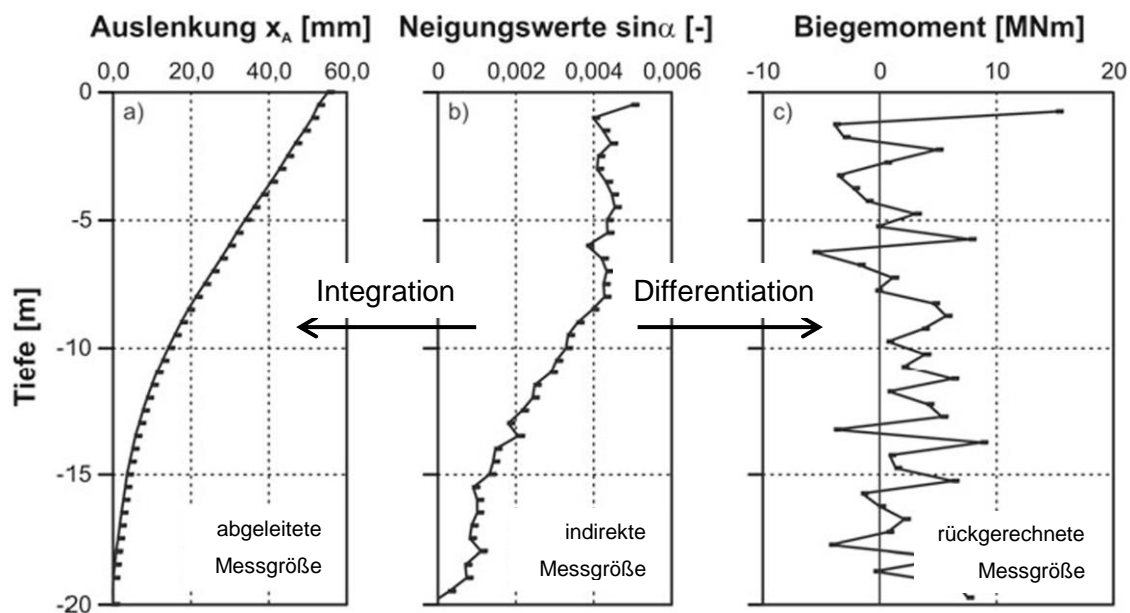 Auslenkung x_A [mm] Neigungswerte sinα [-] Biegemoment [MNm]
0,0 20,0 40,0 60,0 0 0,002 0,004 0,006 -10 0 10 20
0 a) b) c)
-5
Integration Differentiation
Tiefe [m]
-10
-15
abgeleitete indirekte rückgerechnete
Messgröße Messgröße Messgröße
-20